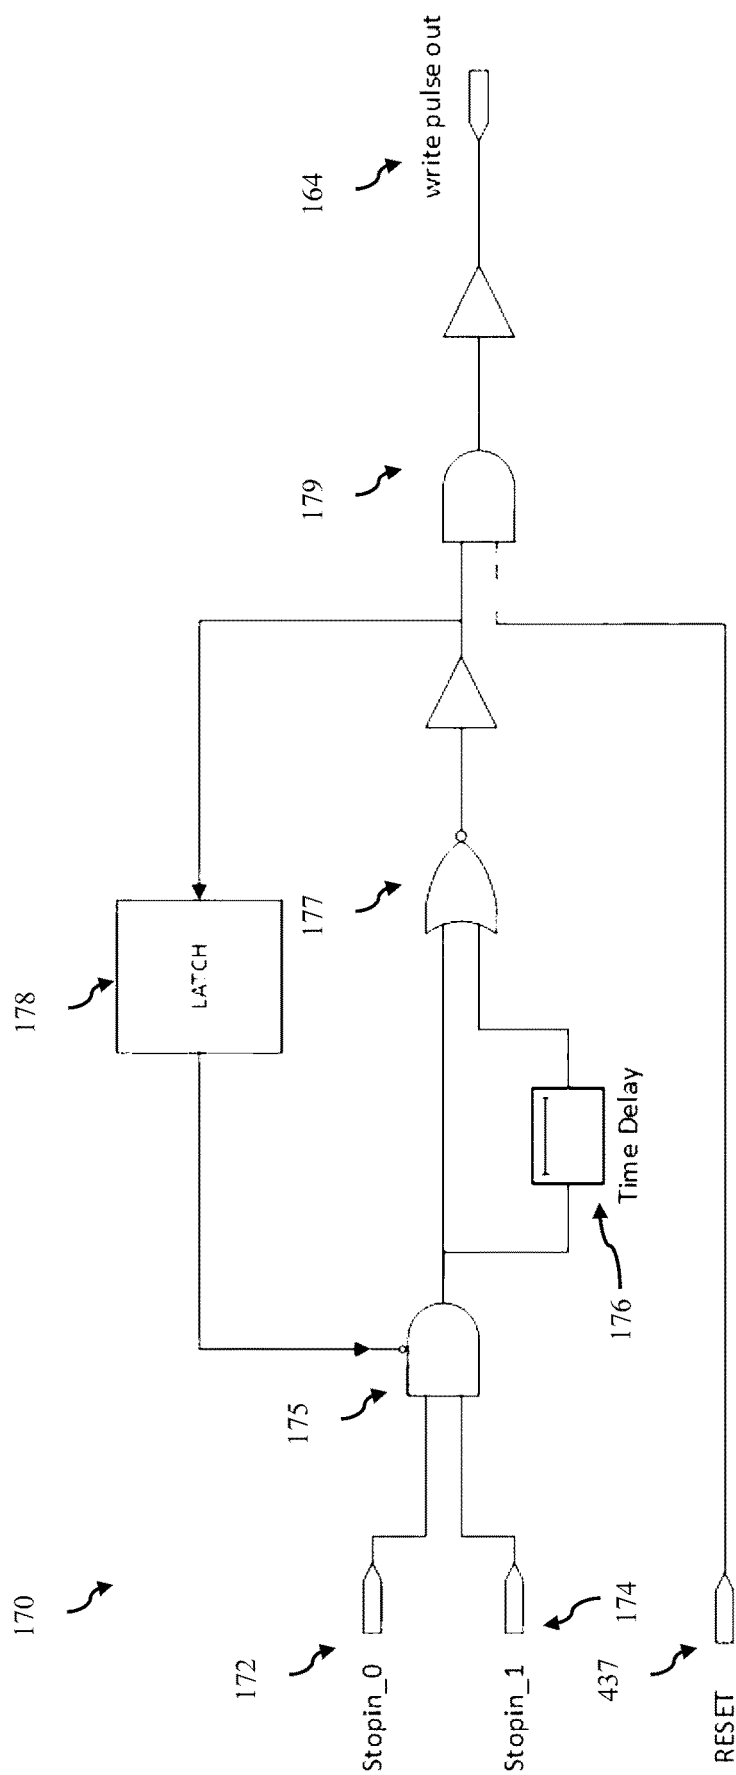 170
172
Stopin_0
Stopin_1
174
437
RESET
175
176
Time Delay
178
LATCH
177
179
164
write pulse out